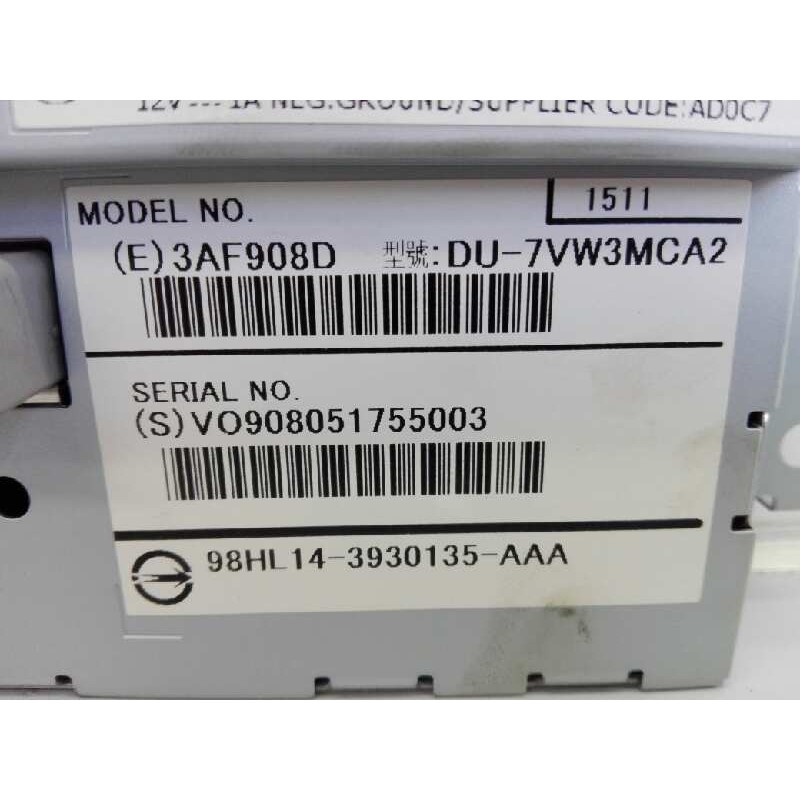 12V --- 1A NEG.GROUND/SUPPLIER CODE:AD0C7
1511
MODEL NO.
(E)3AF908D 型號:DU-7VW3MCA2
SERIAL NO.
(S)VO908051755003
98HL14-3930135-AAA